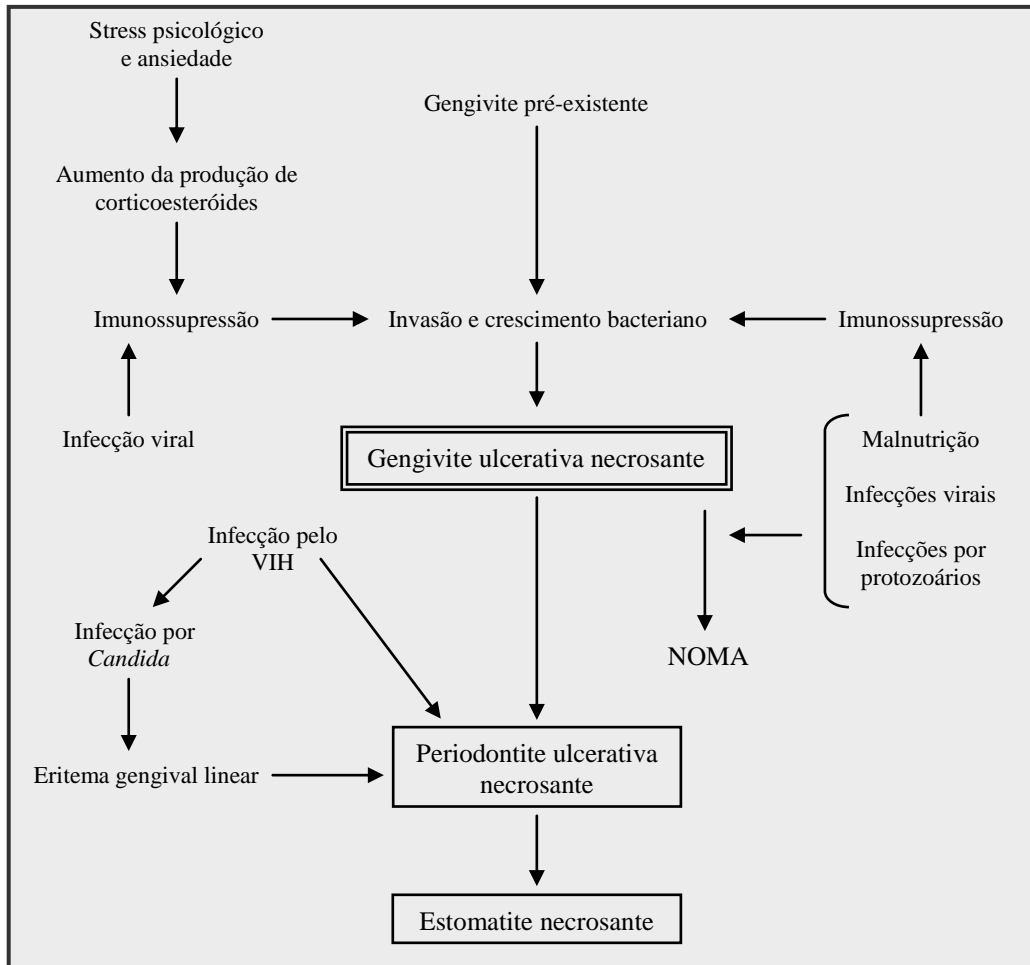 Stress psicológico
e ansiedade
Gengivite pré-existente
Aumento da produção de
corticoesteróides
Imunossupressão
Invasão e crescimento bacteriano
Imunossupressão
Infecção viral
Gengivite ulcerativa necrosante
Malnutrição
Infecções virais
Infecções por
protozoários
Infecção pelo
VIH
Infecção por
Candida
NOMA
Eritema gengival linear
Periodontite ulcerativa
necrosante
Estomatite necrosante